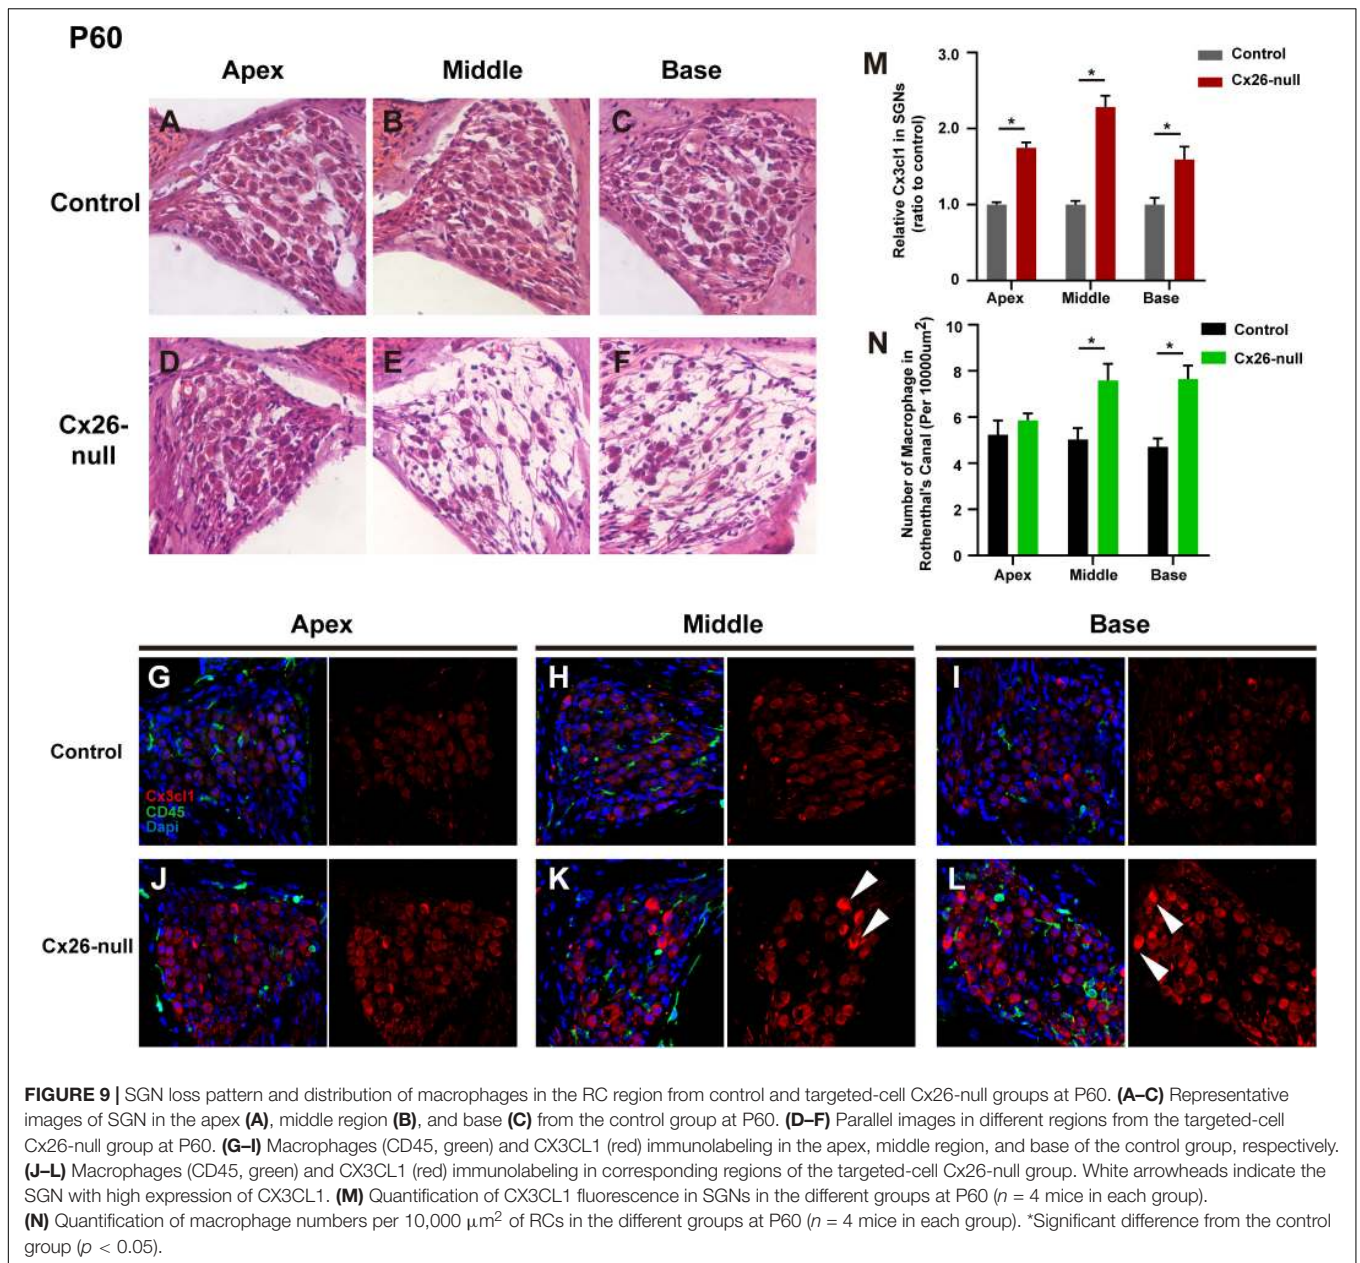 P60
Apex Middle Base
Control
A B C
Cx26-
null
D E F
M
3.0
2.0
1.0
0
Relative Cx3cl1 in SGNs
(ratio to control)
Control
Cx26-null
* * *
Apex Middle Base
N
10
8
6
4
2
0
Number of Macrophage in
Rothenthal's Canal (Per 10000um²)
Control
Cx26-null
* *
Apex Middle Base
Apex Middle Base
Control
G H I
Cx3cl1
CD45
Dapi
Cx26-null
J K L
FIGURE 9 | SGN loss pattern and distribution of macrophages in the RC region from control and targeted-cell Cx26-null groups at P60. (A–C) Representative
images of SGN in the apex (A), middle region (B), and base (C) from the control group at P60. (D–F) Parallel images in different regions from the targeted-cell
Cx26-null group at P60. (G–I) Macrophages (CD45, green) and CX3CL1 (red) immunolabeling in the apex, middle region, and base of the control group, respectively.
(J–L) Macrophages (CD45, green) and CX3CL1 (red) immunolabeling in corresponding regions of the targeted-cell Cx26-null group. White arrowheads indicate the
SGN with high expression of CX3CL1. (M) Quantification of CX3CL1 fluorescence in SGNs in the different groups at P60 (n = 4 mice in each group).
(N) Quantification of macrophage numbers per 10,000 μm² of RCs in the different groups at P60 (n = 4 mice in each group). *Significant difference from the control
group (p < 0.05).